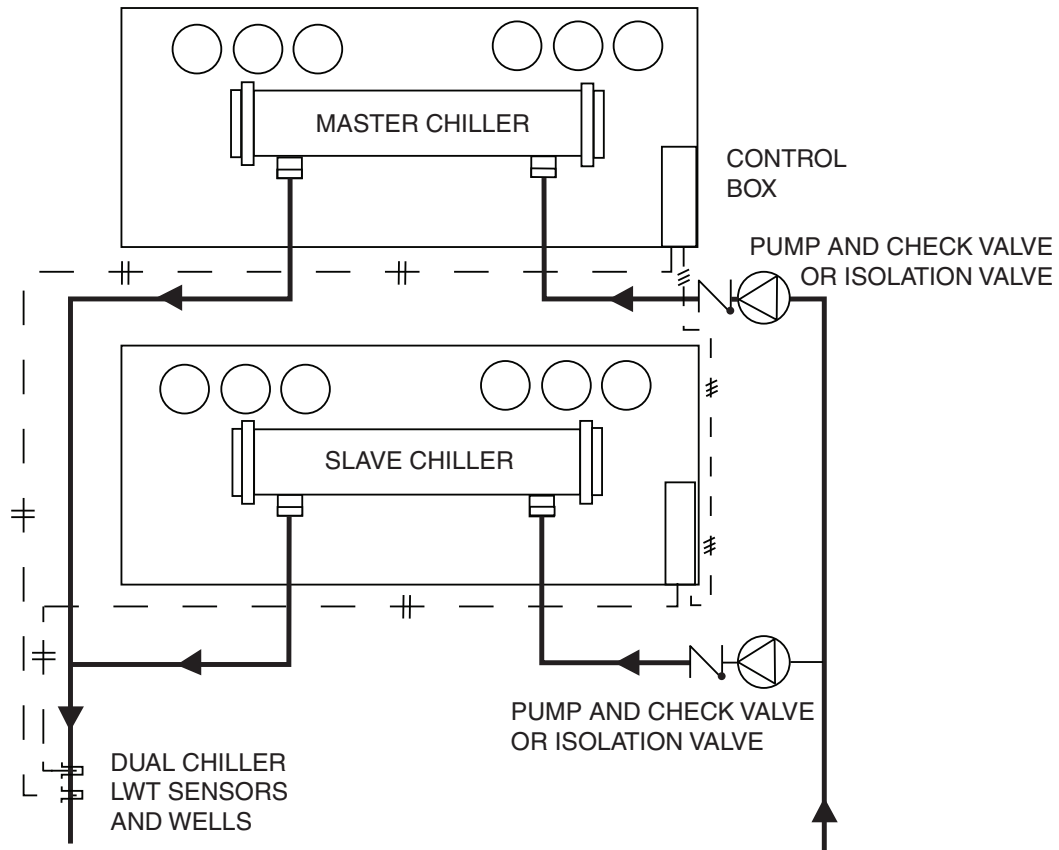 MASTER CHILLER
CONTROL
BOX
PUMP AND CHECK VALVE
OR ISOLATION VALVE
SLAVE CHILLER
PUMP AND CHECK VALVE
OR ISOLATION VALVE
DUAL CHILLER
LWT SENSORS
AND WELLS